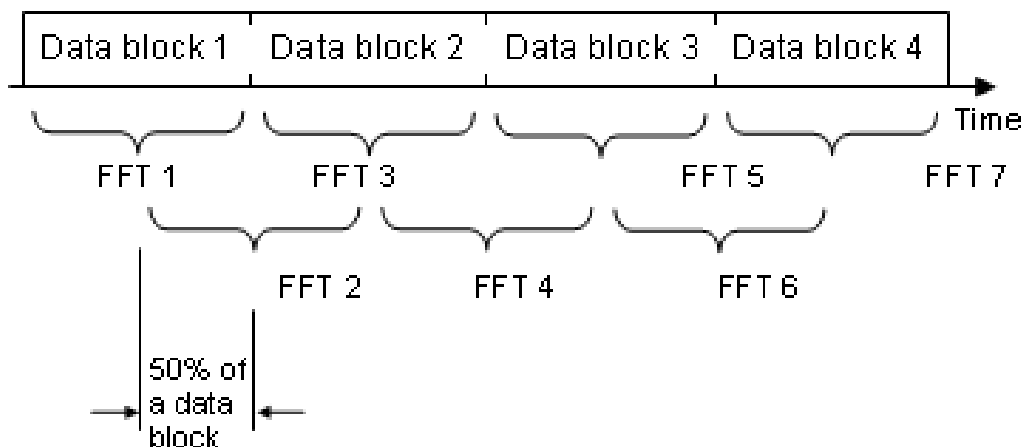 Data block 1 Data block 2 Data block 3 Data block 4
Time
FFT 1 FFT 3 FFT 5 FFT 7
FFT 2 FFT 4 FFT 6
50% of
a data
block